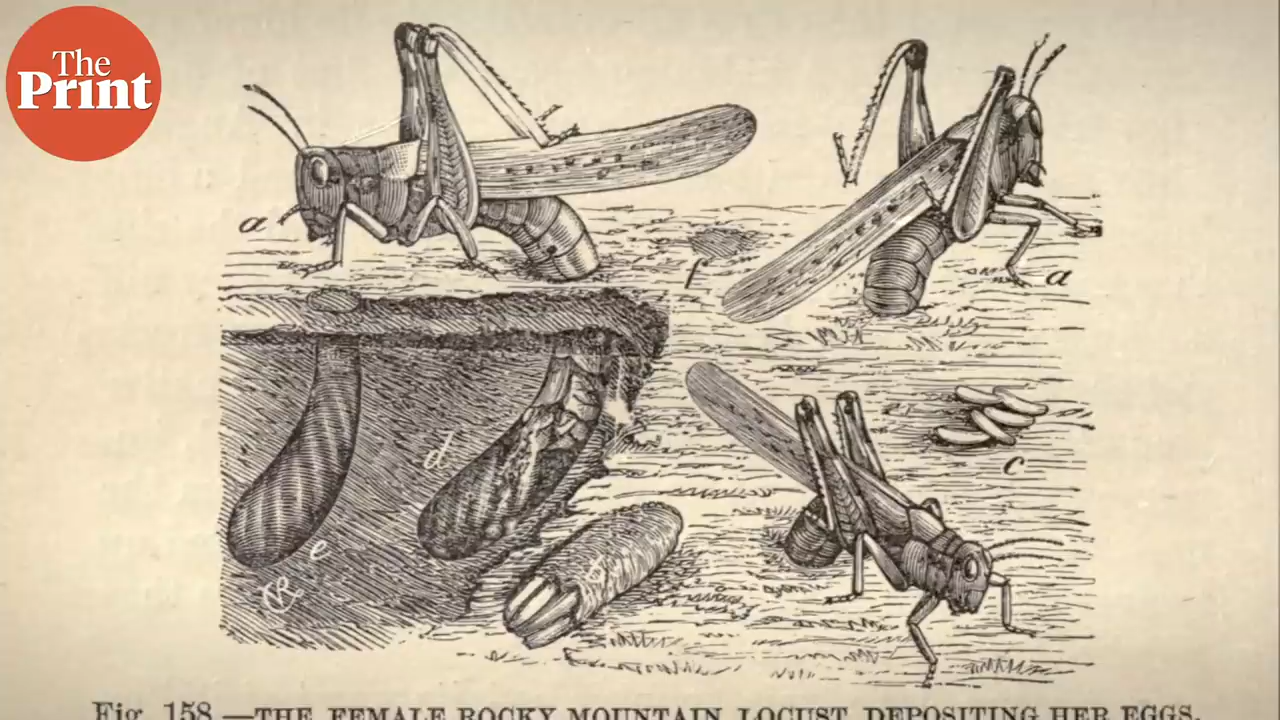 The
Print
a
f
a
d
c
e
Fig. 158.—THE FEMALE ROCKY MOUNTAIN LOCUST DEPOSITING HER EGGS.